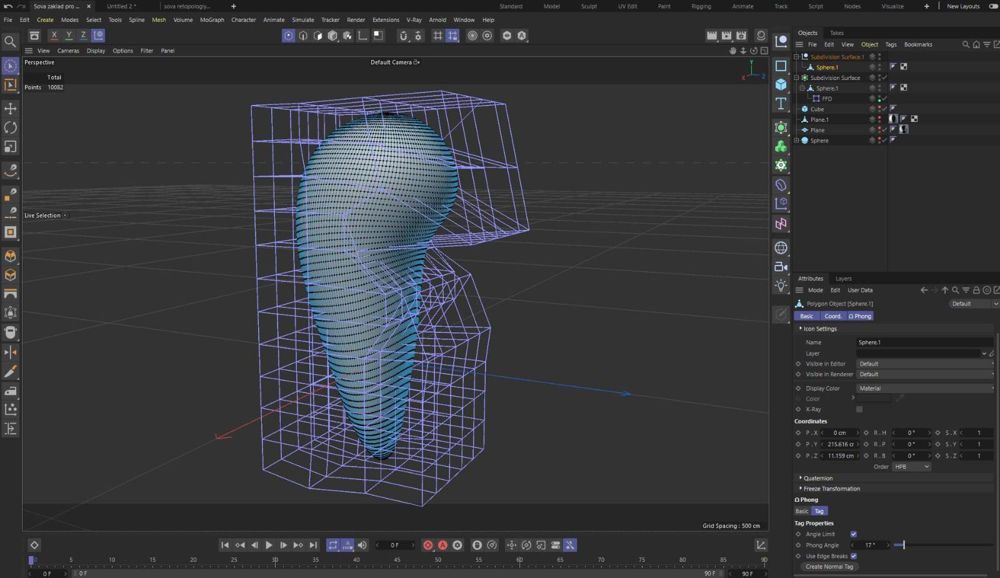 Sova zaklad pro ... × Untitled 2 * sova retopologiy... + Standard Model Sculpt UV Edit Paint Rigging Animate Track Script Nodes Visualize + New Layouts
File Edit Create Modes Select Tools Spline Mesh Volume MoGraph Character Animate Simulate Tracker Render Extensions V-Ray Arnold Window Help
X Y Z
View Cameras Display Options Filter Panel
Perspective
Default Camera
Total
Points 10082
Y
X Z
Live Selection
Grid Spacing : 500 cm
Objects Takes
File Edit View Object Tags Bookmarks
Subdivision Surface.1
Sphere.1
Subdivision Surface
Sphere.1
FFD
Cube
Plane.1
Plane
Sphere
Attributes Layers
Mode Edit User Data
Polygon Object [Sphere.1] Default
Basic Coord. Phong
Icon Settings
Name Sphere.1
Layer
Visible in Editor Default
Visible in Renderer Default
Display Color Material
Color
X-Ray
Coordinates
P . X 0 cm R . H 0 ° S . X 1
P . Y 215.616 cr R . P 0 ° S . Y 1
P . Z 11.159 cm R . B 0 ° S . Z 1
Order HPB
Quaternion
Freeze Transformation
Phong
Basic Tag
Tag Properties
Angle Limit
Phong Angle 17 °
Use Edge Breaks
Create Normal Tag
0 F
0 5 10 15 20 25 30 35 40 45 50 55 60 65 70 75 80 85 90
0 F 0 F 90 F 90 F